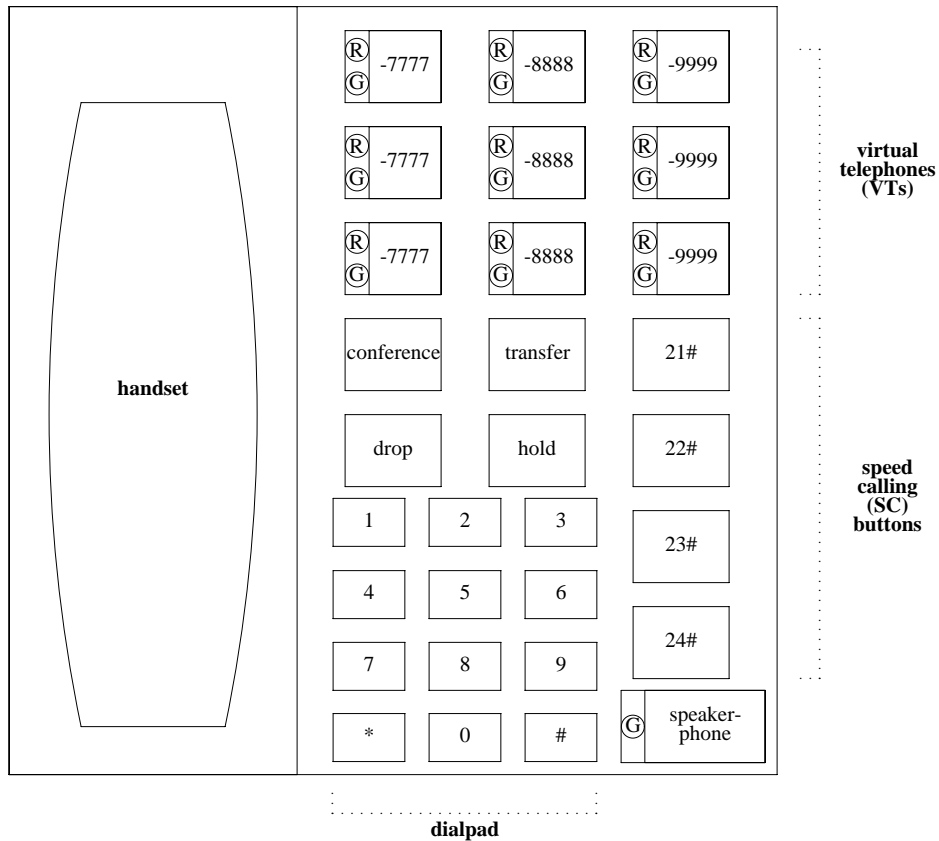 R
-7777
G
R
-8888
G
R
-9999
G
R
-7777
G
R
-8888
G
R
-9999
G
R
-7777
G
R
-8888
G
R
-9999
G
virtual
telephones
(VTs)
handset
conference
transfer
21#
drop
hold
22#
speed
calling
(SC)
buttons
1
2
3
23#
4
5
6
24#
7
8
9
*
0
#
G
speaker-
phone
dialpad